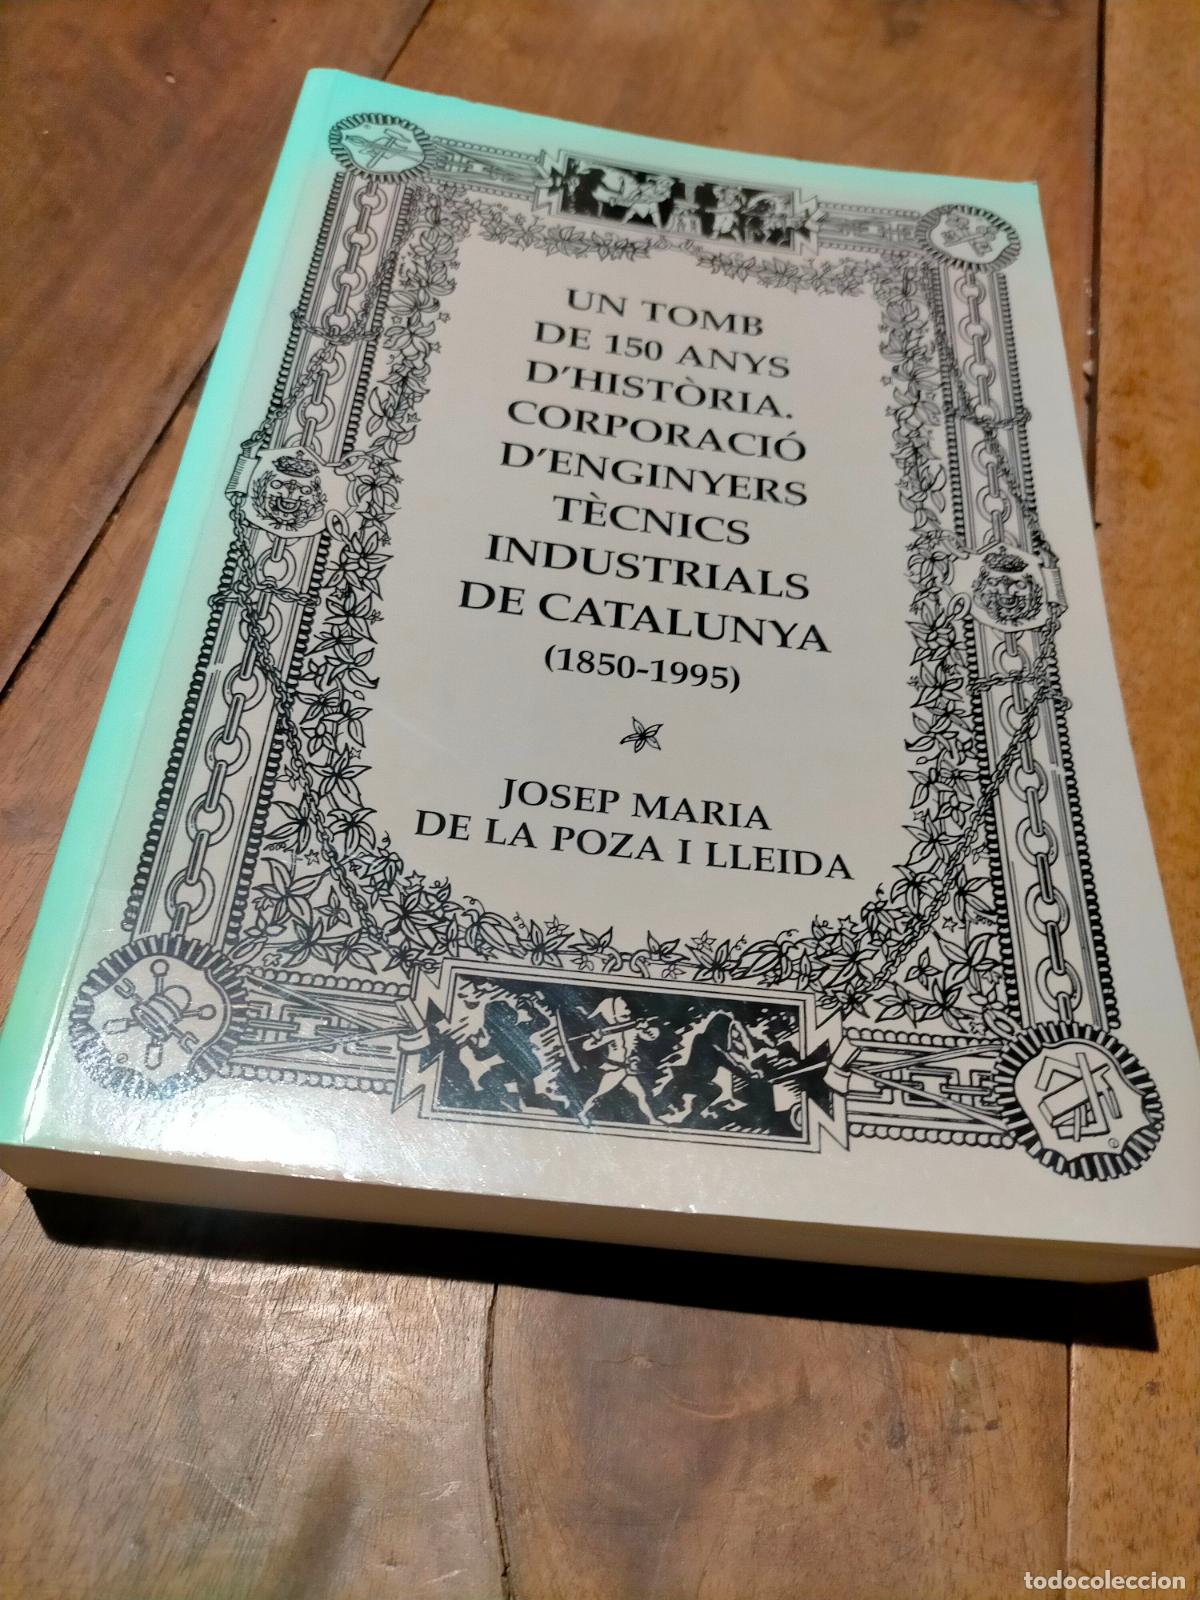 UN TOMB
DE 150 ANYS
D'HISTÒRIA.
CORPORACIÓ
D'ENGINYERS
TÈCNICS
INDUSTRIALS
DE CATALUNYA
(1850-1995)
JOSEP MARIA
DE LA POZA I LLEIDA
todocoleccion